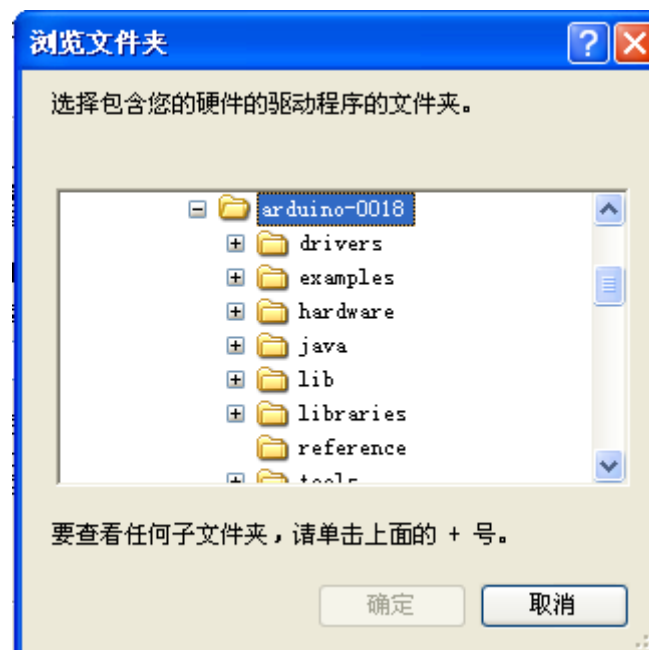 浏览文件夹
选择包含您的硬件的驱动程序的文件夹。
arduino-0018
drivers
examples
hardware
java
lib
libraries
reference
tools
要查看任何子文件夹，请单击上面的 + 号。
确定
取消